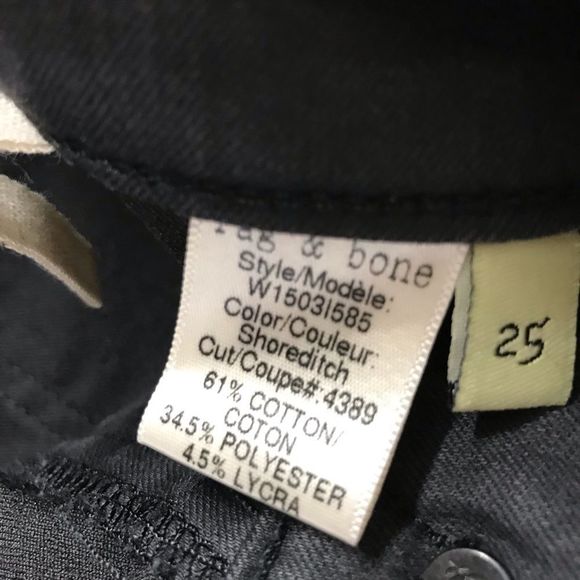 rag & bone
Style/Modèle:
W1503I585
Color/Couleur:
Shoreditch
Cut/Coupe#: 4389
61% COTTON/
COTON
34.5% POLYESTER
4.5% LYCRA
25